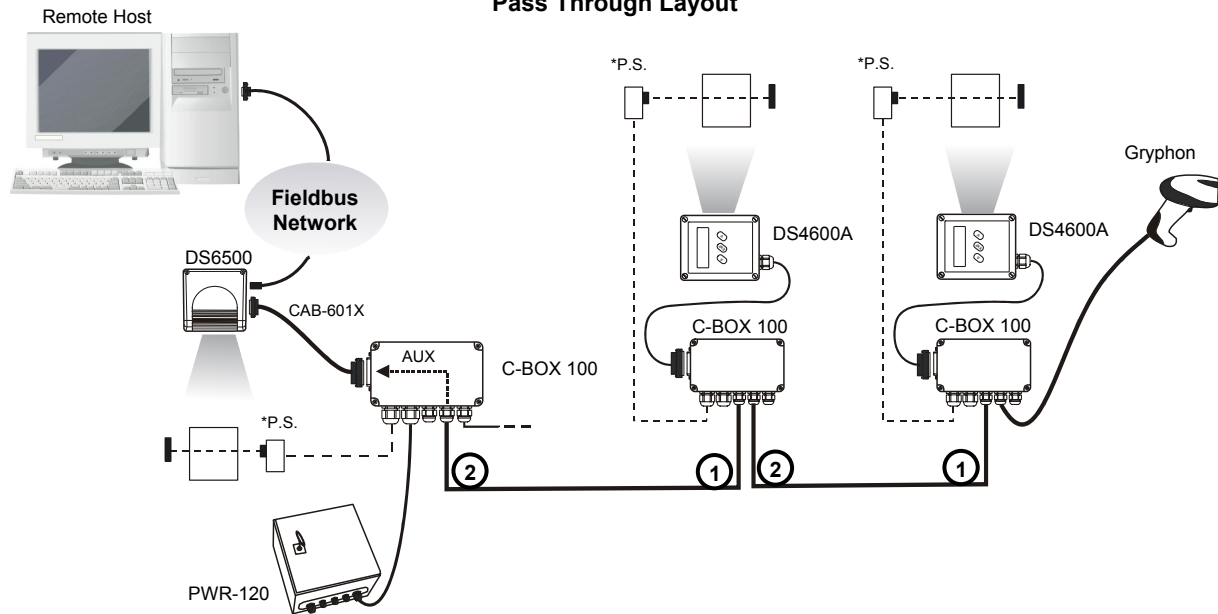 Pass Through Layout
Remote Host
*P.S.
*P.S.
Gryphon
Fieldbus
Network
DS4600A
DS4600A
DS6500
CAB-601X
C-BOX 100
C-BOX 100
AUX
C-BOX 100
*P.S.
2
1
2
1
PWR-120